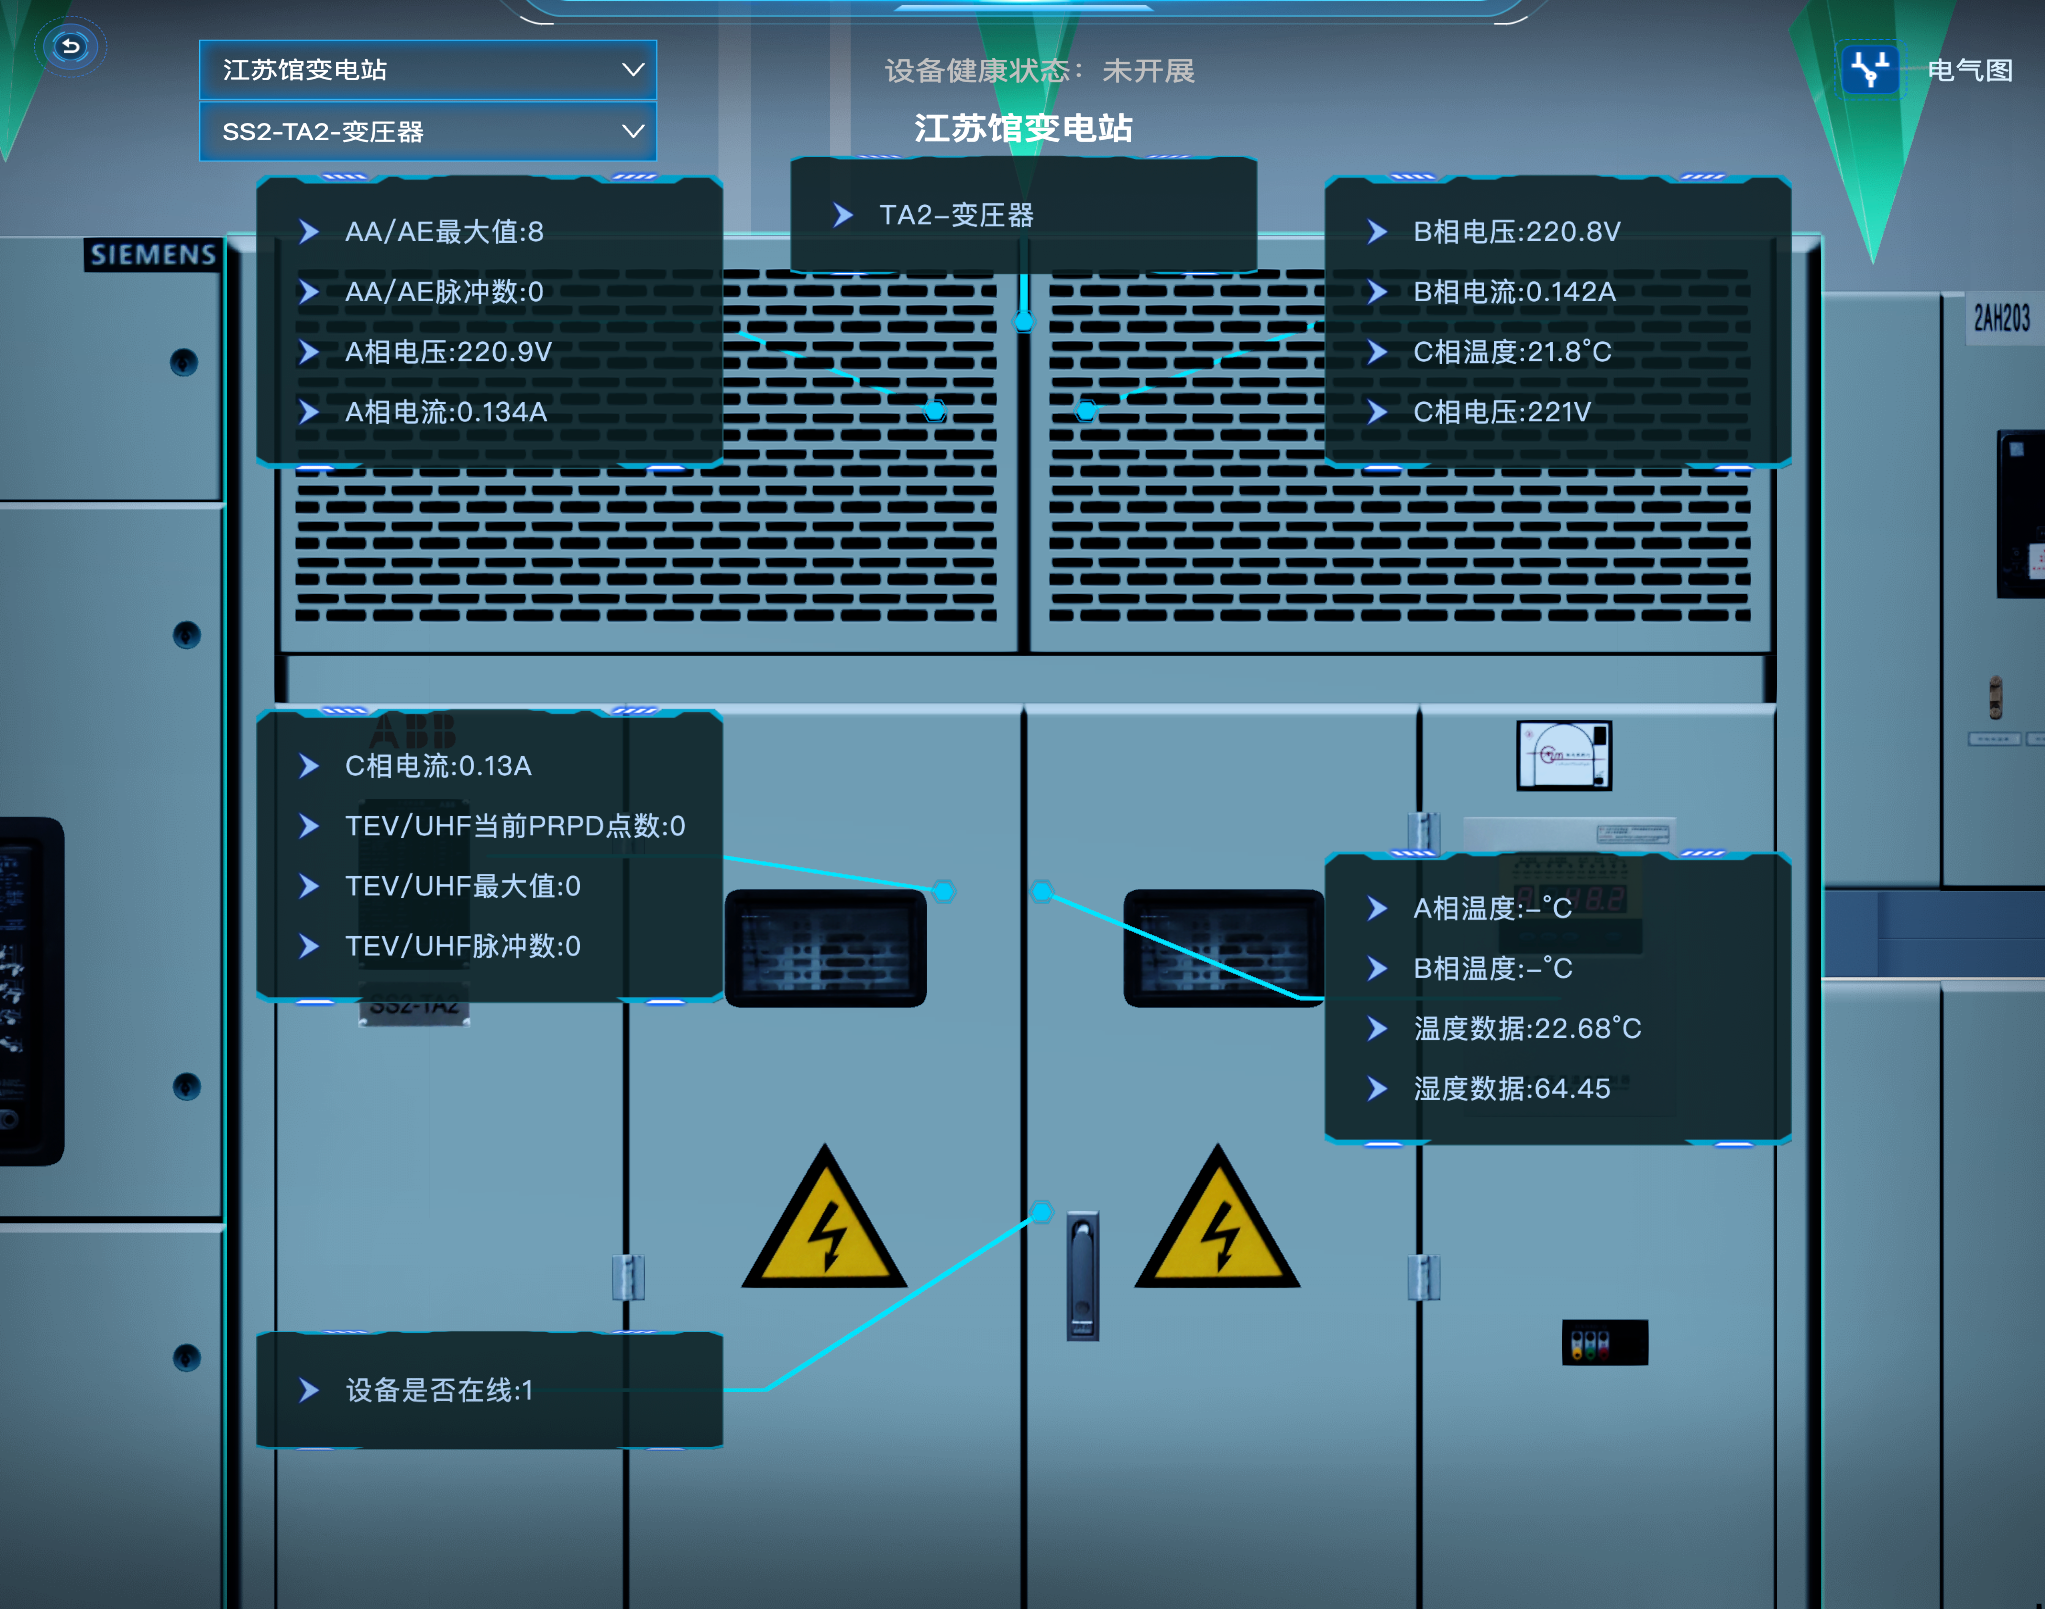 江苏馆变电站
设备健康状态：未开展
电气图
SS2-TA2-变压器
江苏馆变电站
TA2-变压器
AA/AE最大值:8
AA/AE脉冲数:0
A相电压:220.9V
A相电流:0.134A
B相电压:220.8V
B相电流:0.142A
C相温度:21.8°C
C相电压:221V
SIEMENS
2AH203
ABB
C相电流:0.13A
TEV/UHF当前PRPD点数:0
TEV/UHF最大值:0
TEV/UHF脉冲数:0
SS2-TA2
A相温度:-°C
B相温度:-°C
温度数据:22.68°C
湿度数据:64.45
设备是否在线:1